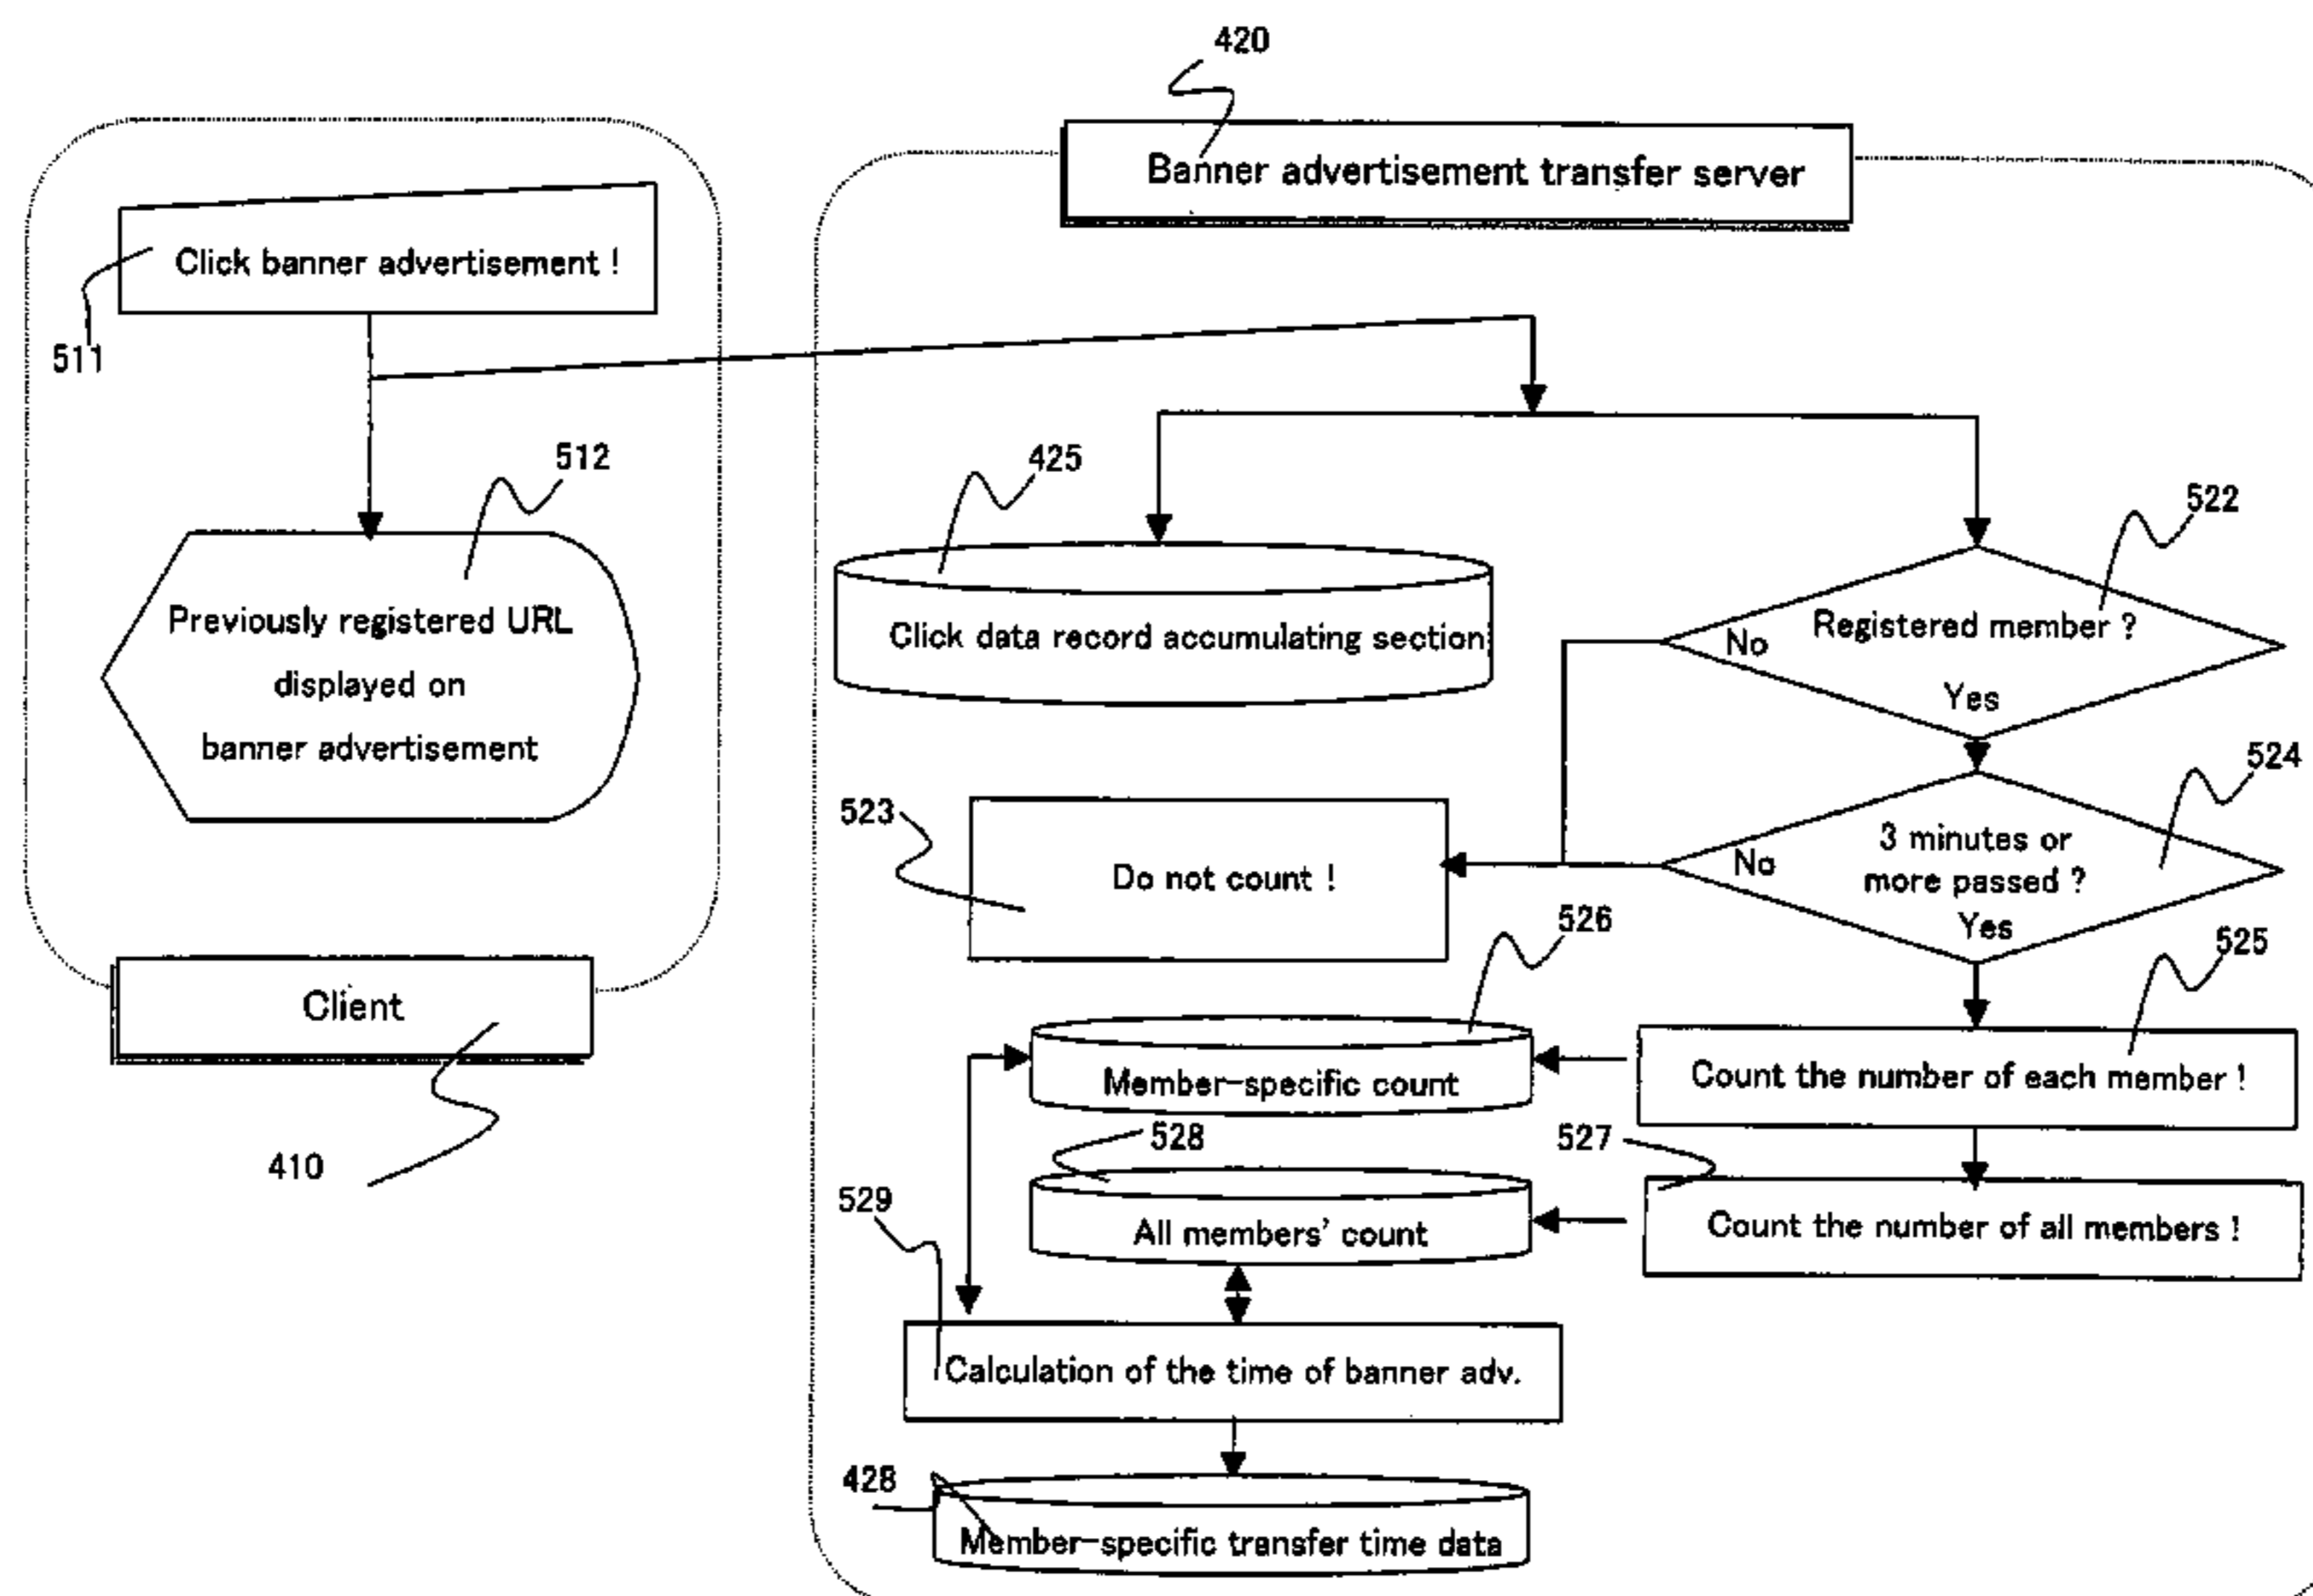 420
Banner advertisement transfer server
Click banner advertisement !
511
512
Previously registered URL
displayed on
banner advertisement
Client
410
425
Click data record accumulating section
522
Registered member ?
No
Yes
524
3 minutes or
more passed ?
No
Yes
523
Do not count !
526
525
Member-specific count
Count the number of each member !
528
527
All members' count
Count the number of all members !
529
Calculation of the time of banner adv.
428
Member-specific transfer time data